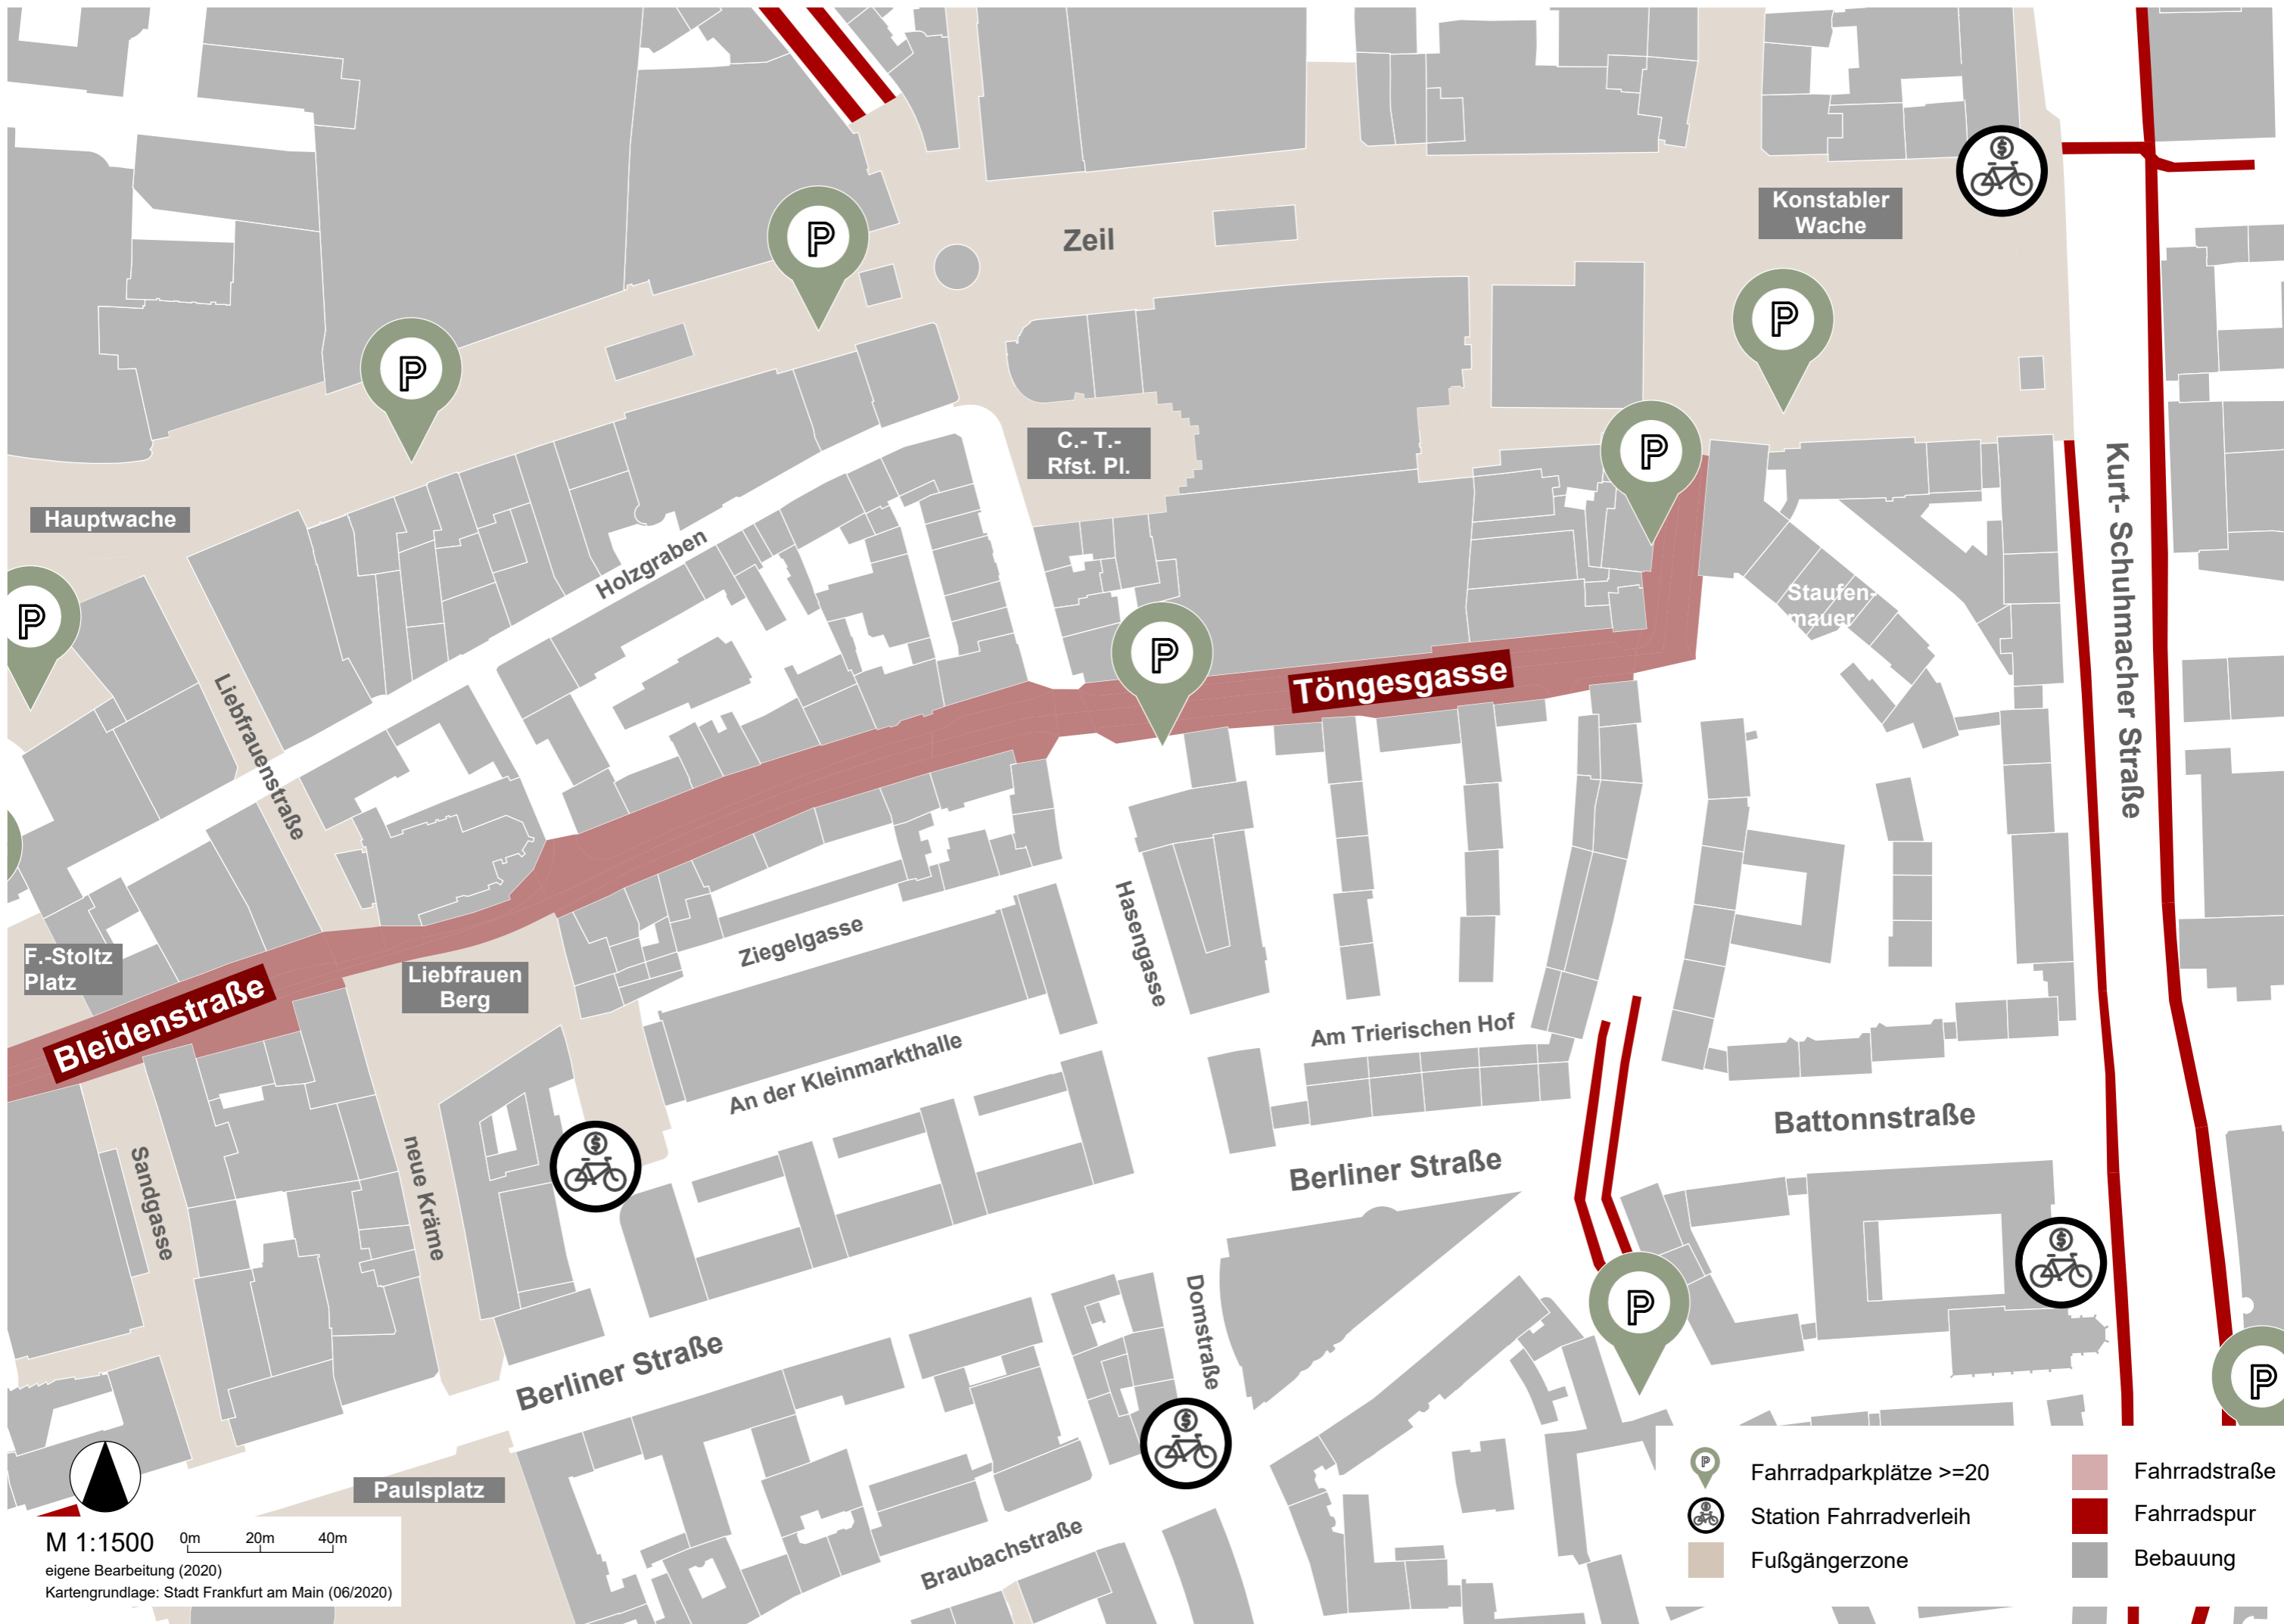 Zeil
Konstabler
Wache
P
P
P
C.- T.-
Rfst. Pl.
P
Hauptwache
Kurt- Schuhmacher Straße
Holzgraben
Staufen-
mauer
P
P
Liebfrauenstraße
Töngesgasse
F.-Stoltz
Platz
Liebfrauen
Berg
Ziegelgasse
Hasengasse
Bleidenstraße
Am Trierischen Hof
An der Kleinmarkthalle
Battonnstraße
Berliner Straße
Sandgasse
neue Kräme
Domstraße
P
P
Berliner Straße
Paulsplatz
Braubachstraße
M 1:1500
0m 20m 40m
eigene Bearbeitung (2020)
Kartengrundlage: Stadt Frankfurt am Main (06/2020)
P Fahrradparkplätze >=20
$ Station Fahrradverleih
Fußgängerzone
Fahrradstraße
Fahrradspur
Bebauung